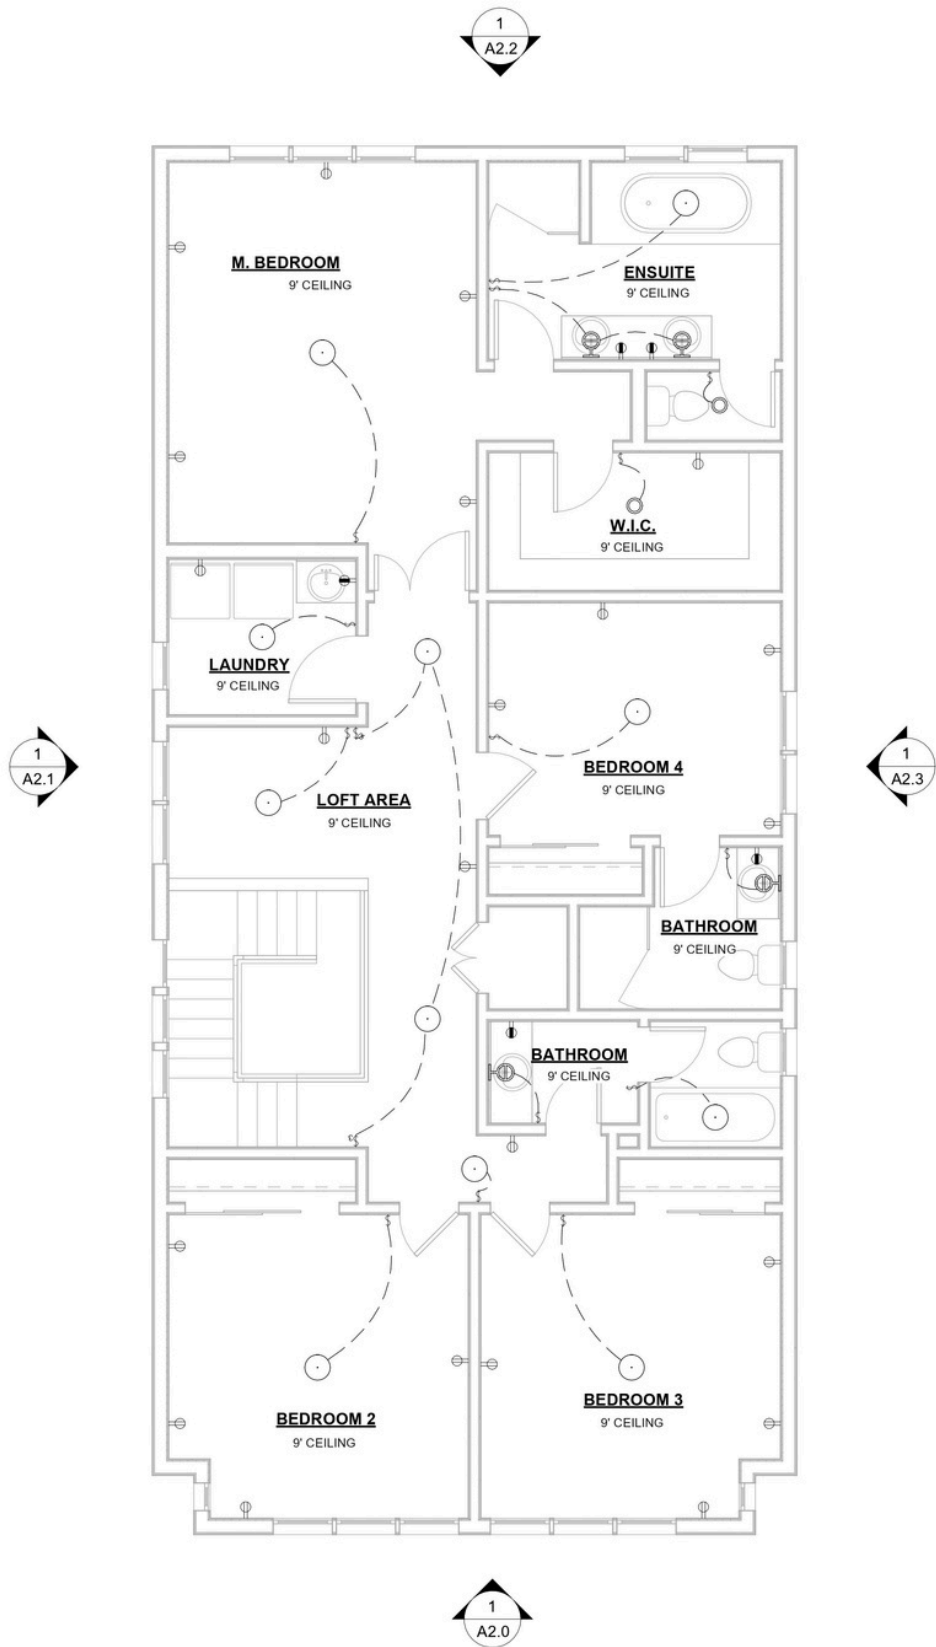 1
A2.2
M. BEDROOM
9' CEILING
ENSUITE
9' CEILING
W.I.C.
9' CEILING
LAUNDRY
9' CEILING
1
A2.1
1
A2.3
BEDROOM 4
9' CEILING
LOFT AREA
9' CEILING
BATHROOM
9' CEILING
BATHROOM
9' CEILING
BEDROOM 3
9' CEILING
BEDROOM 2
9' CEILING
1
A2.0